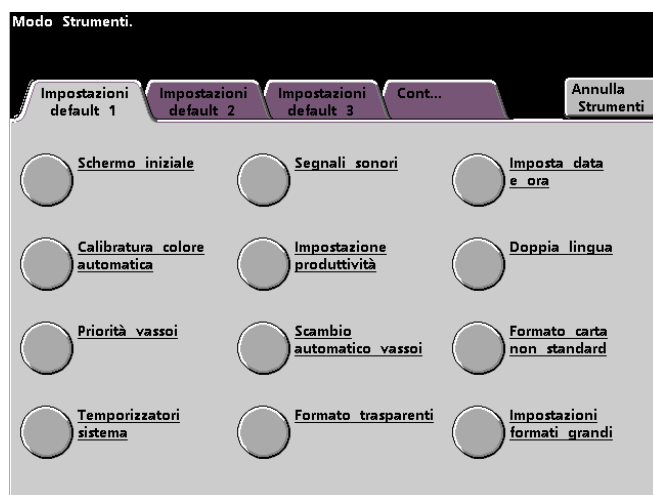 Modo Strumenti.
Impostazioni
default 1
Impostazioni
default 2
Impostazioni
default 3
Cont...
Annulla
Strumenti
Schermo iniziale
Segnali sonori
Imposta data
e ora
Calibratura colore
automatica
Impostazione
produttività
Doppia lingua
Priorità vassoi
Scambio
automatico vassoi
Formato carta
non standard
Temporizzatori
sistema
Formato trasparenti
Impostazioni
formati grandi